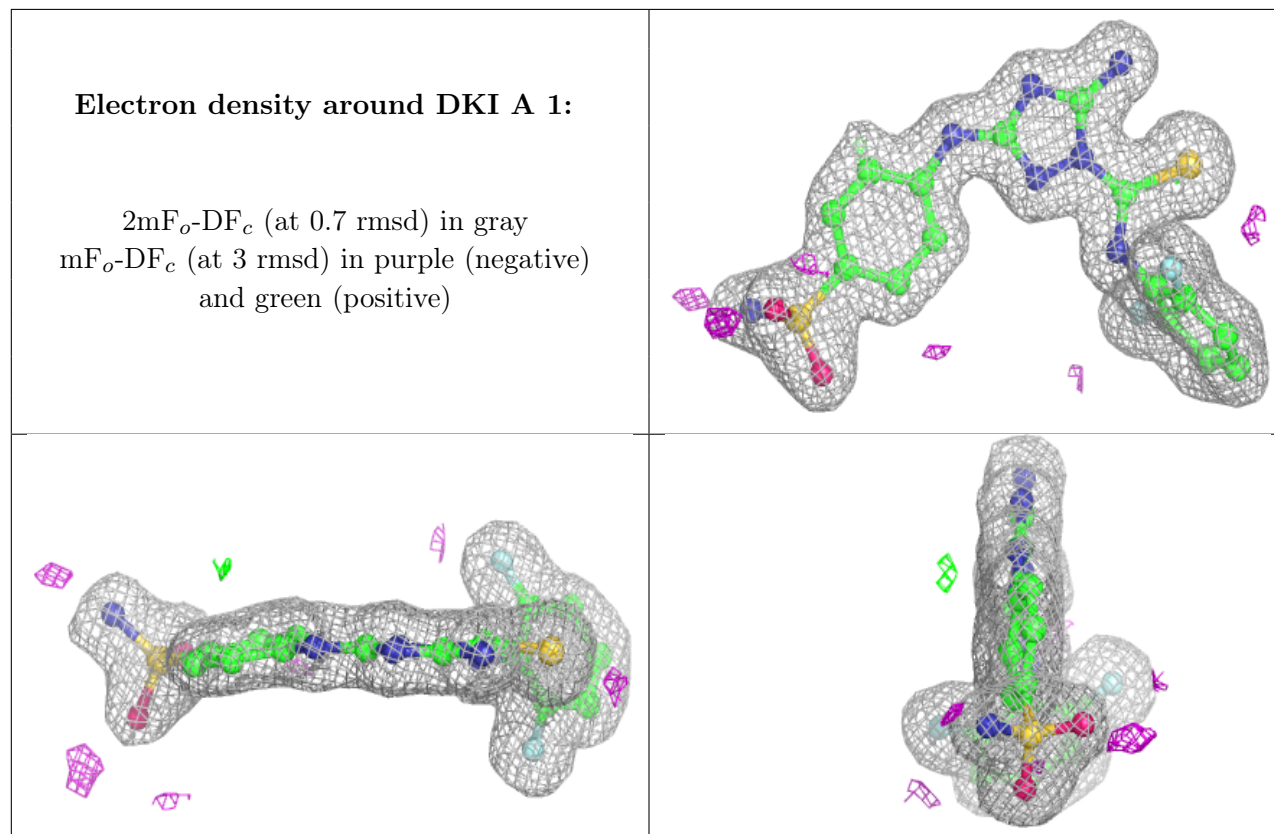 Electron density around DKI A 1:
2mFo-DFc (at 0.7 rmsd) in gray
mFo-DFc (at 3 rmsd) in purple (negative)
and green (positive)